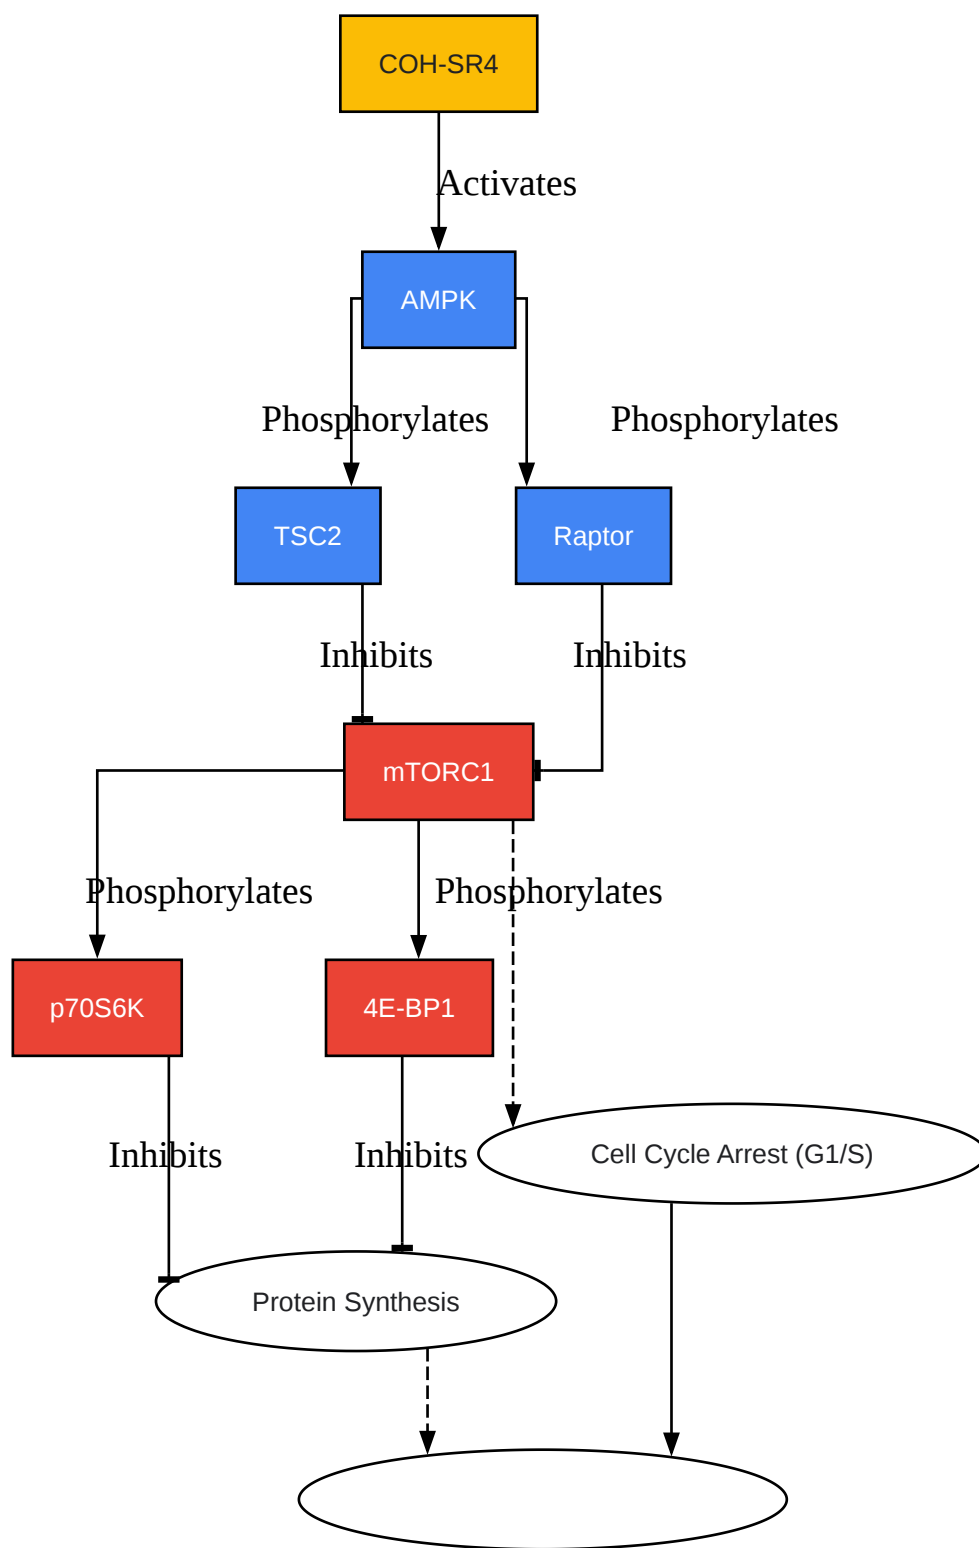 COH-SR4
Activates
AMPK
Phosphorylates
Phosphorylates
TSC2
Raptor
Inhibits
Inhibits
mTORC1
Phosphorylates
Phosphorylates
p70S6K
4E-BP1
Inhibits
Inhibits
Cell Cycle Arrest (G1/S)
Protein Synthesis